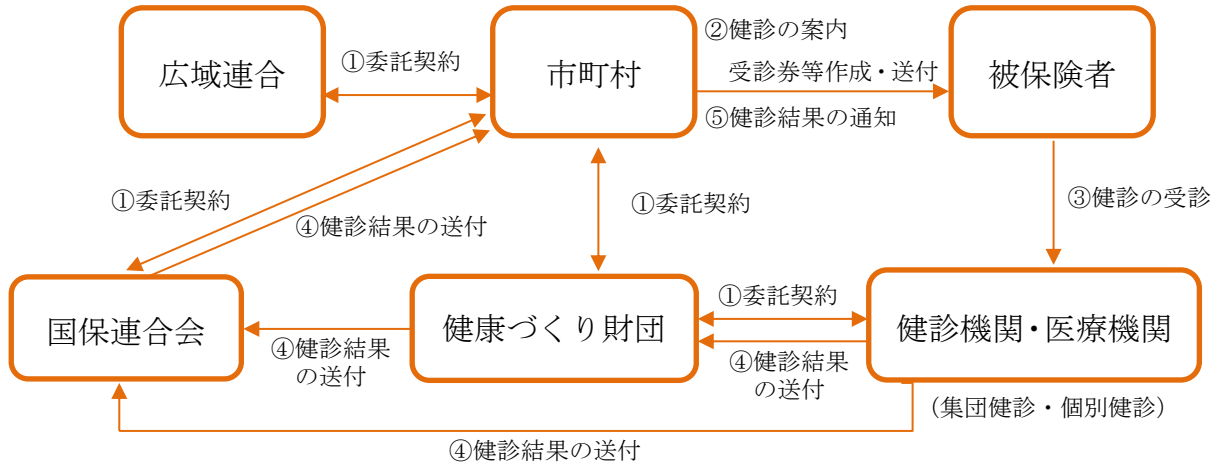 広域連合
①委託契約
市町村
②健診の案内
受診券等作成・送付
⑤健診結果の通知
被保険者
①委託契約
④健診結果の送付
①委託契約
③健診の受診
国保連合会
④健診結果
の送付
健康づくり財団
①委託契約
④健診結果
の送付
健診機関・医療機関
（集団健診・個別健診）
④健診結果の送付